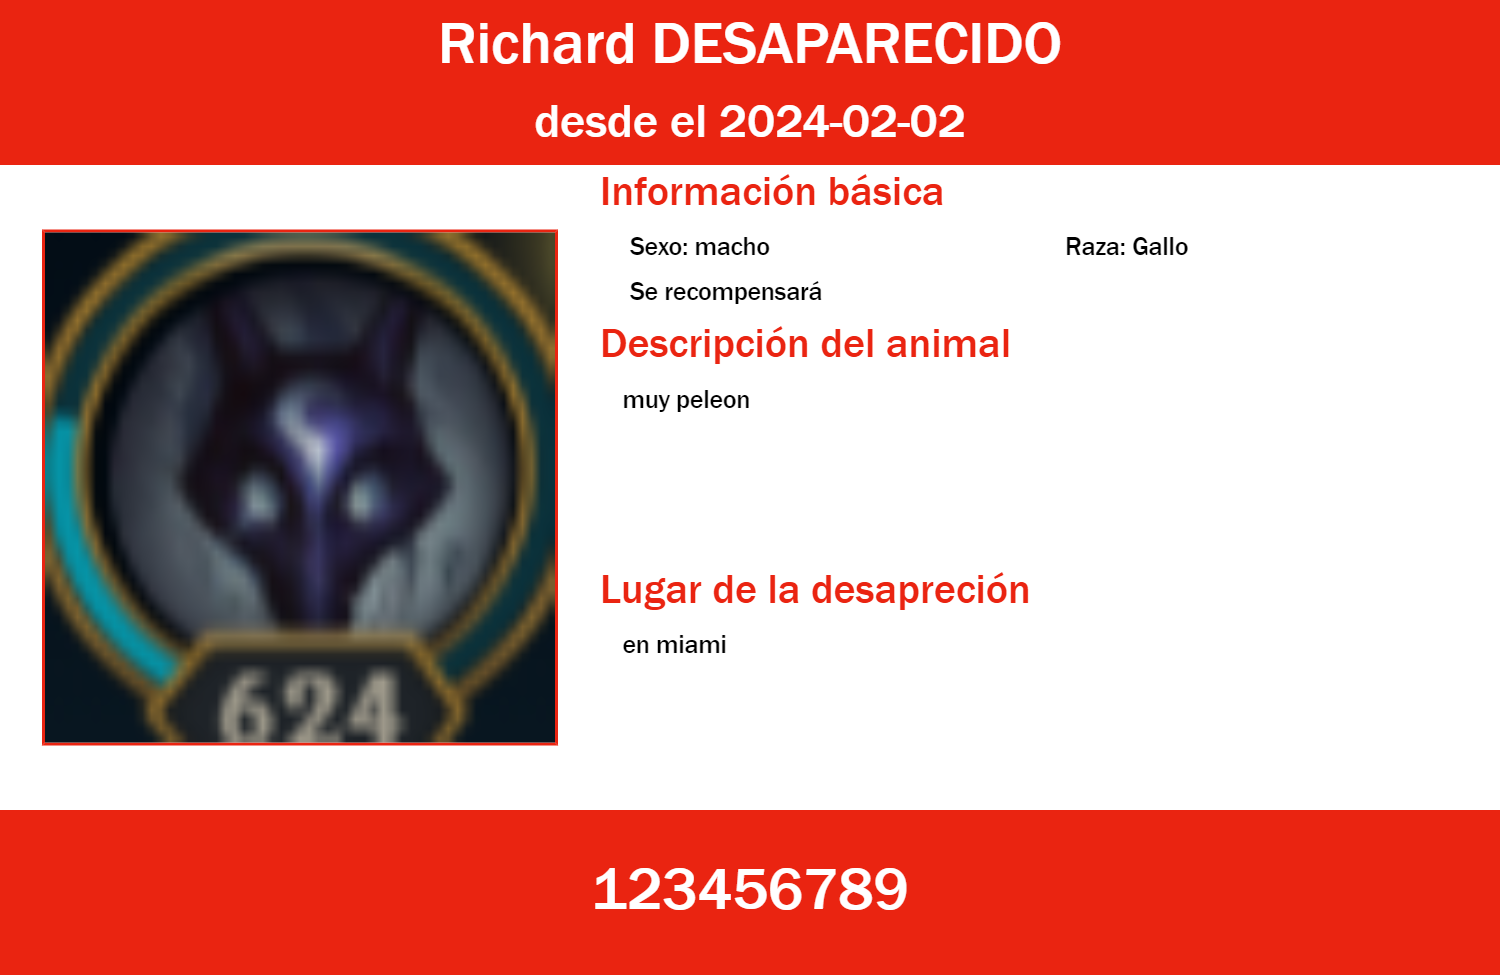 Richard DESAPARECIDO
desde el 2024-02-02
Información básica
Sexo: macho
Raza: Gallo
Se recompensará
Descripción del animal
muy peleon
Lugar de la desapreción
en miami
624
123456789